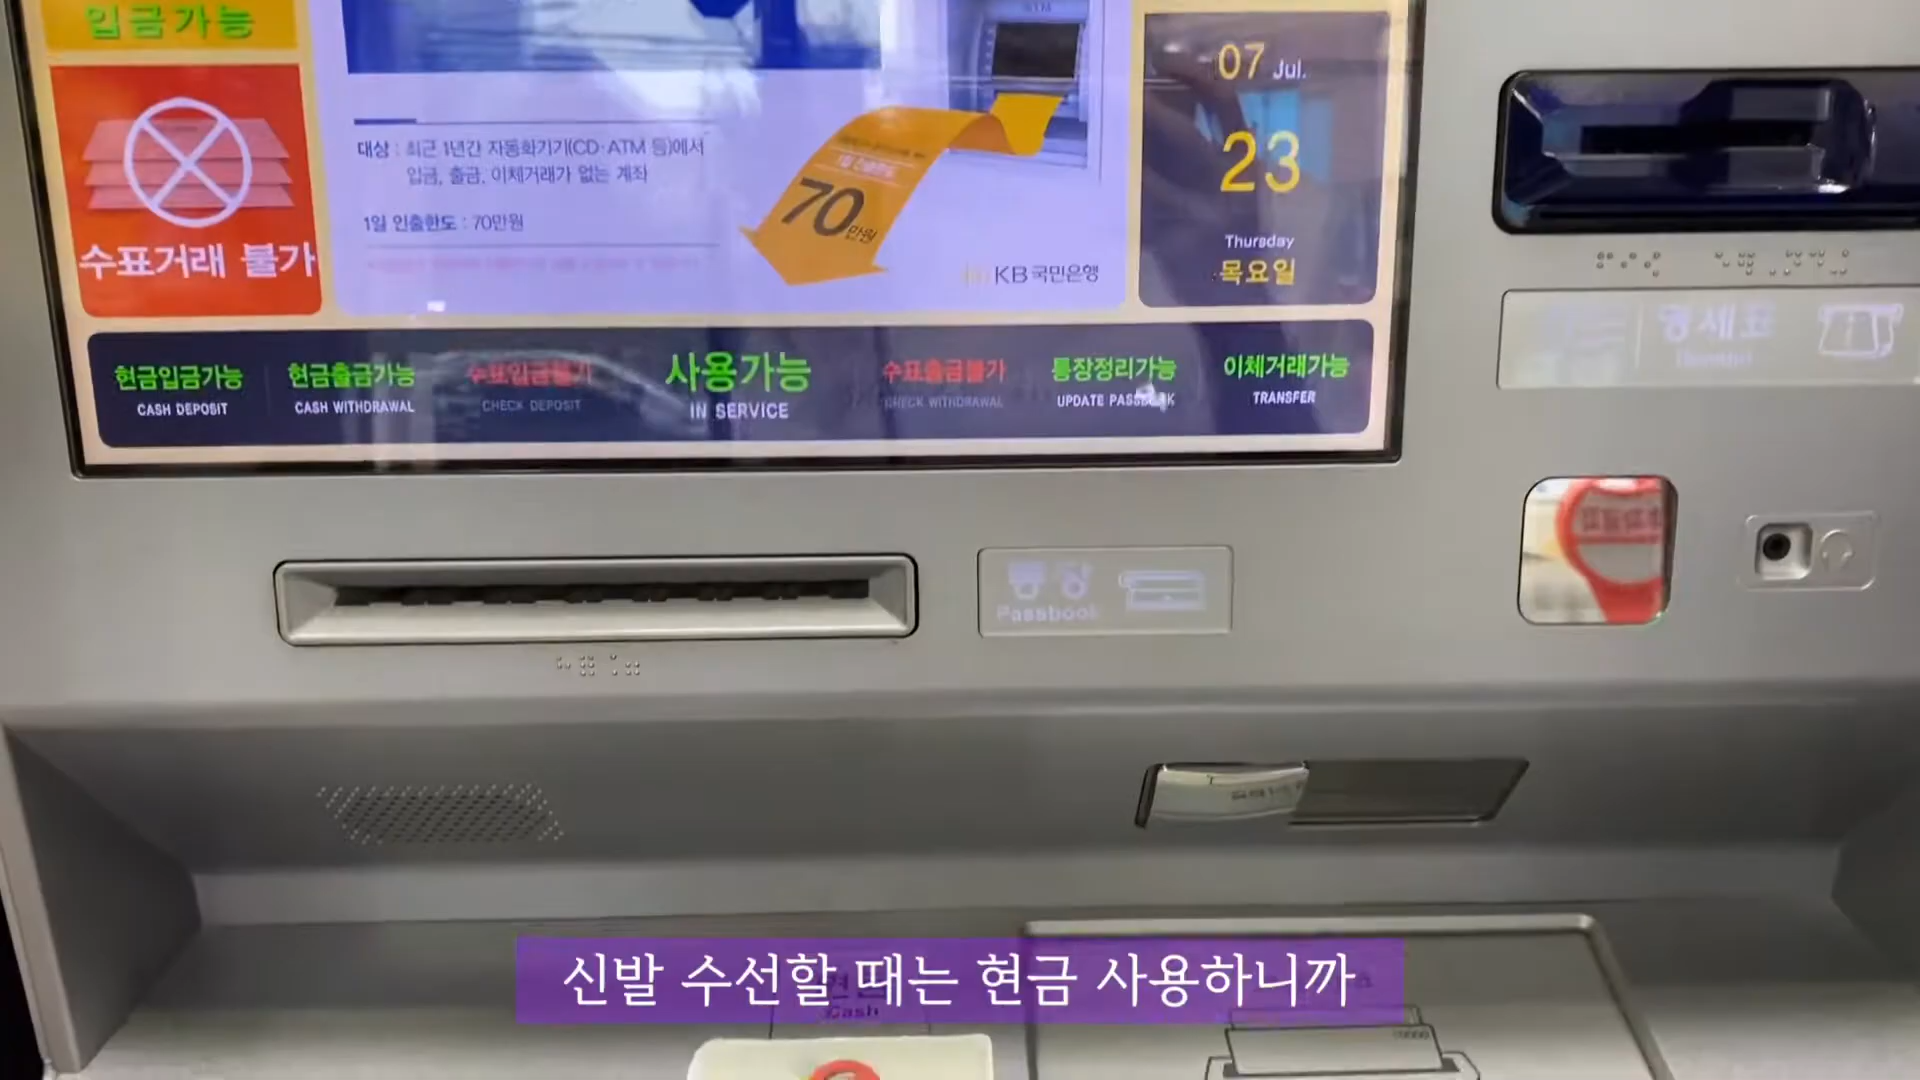 입금가능
수표거래 불가
대상 : 최근 1년간 자동화기기(CD·ATM 등)에서
입금, 출금, 이체거래가 없는 계좌
1일 인출한도 : 70만원
70만원
KB국민은행
07 Jul.
23
Thursday
목요일
현금입금가능
CASH DEPOSIT
현금출금가능
CASH WITHDRAWAL
수표입금불가
CHECK DEPOSIT
사용가능
IN SERVICE
수표출금불가
CHECK WITHDRAWAL
통장정리가능
UPDATE PASSBOOK
이체거래가능
TRANSFER
명세표
통장
Passbook
신발 수선할 때는 현금 사용하니까
Cash